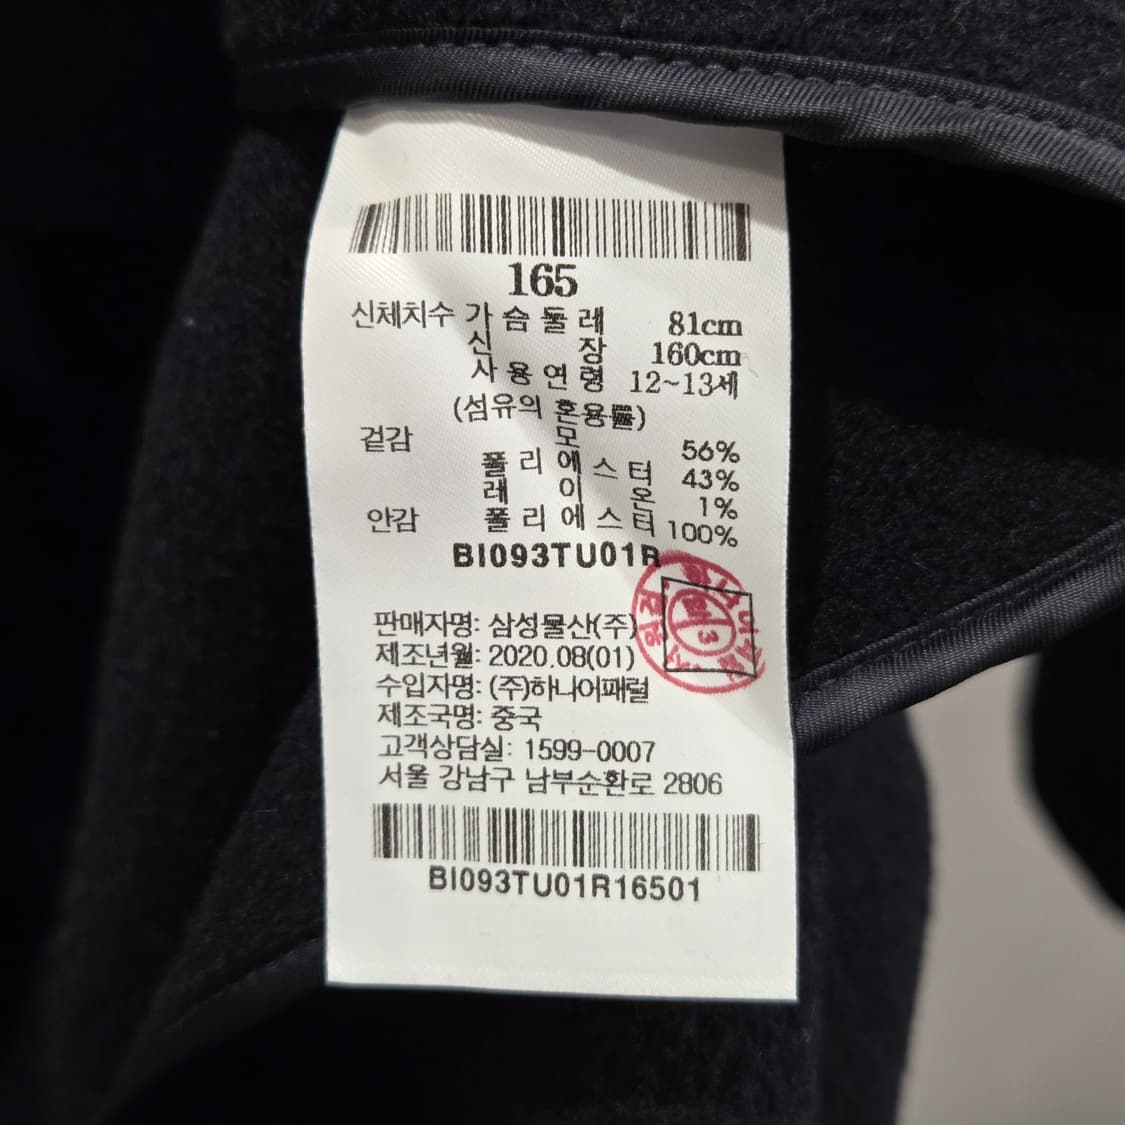 165
신체치수 가슴둘레 81cm
신장 160cm
사용연령 12~13세
(섬유의 혼용률)
겉감 모 56%
폴리에스터 43%
레이온 1%
안감 폴리에스터 100%
BI093TU01R
판매자명: 삼성물산(주)
제조년월: 2020.08(01)
수입자명: (주)하나어패럴
제조국명: 중국
고객상담실: 1599-0007
서울 강남구 남부순환로 2806
BI093TU01R16501